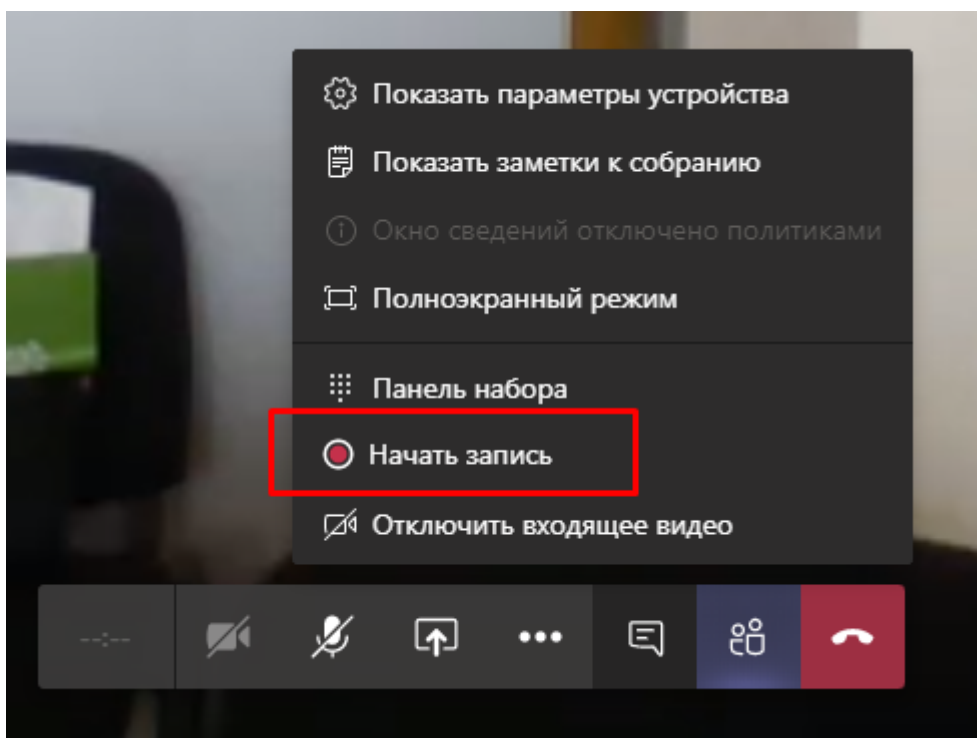 Показать параметры устройства
Показать заметки к собранию
Окно сведений отключено политиками
Полноэкранный режим
Панель набора
Начать запись
Отключить входящее видео
--:--